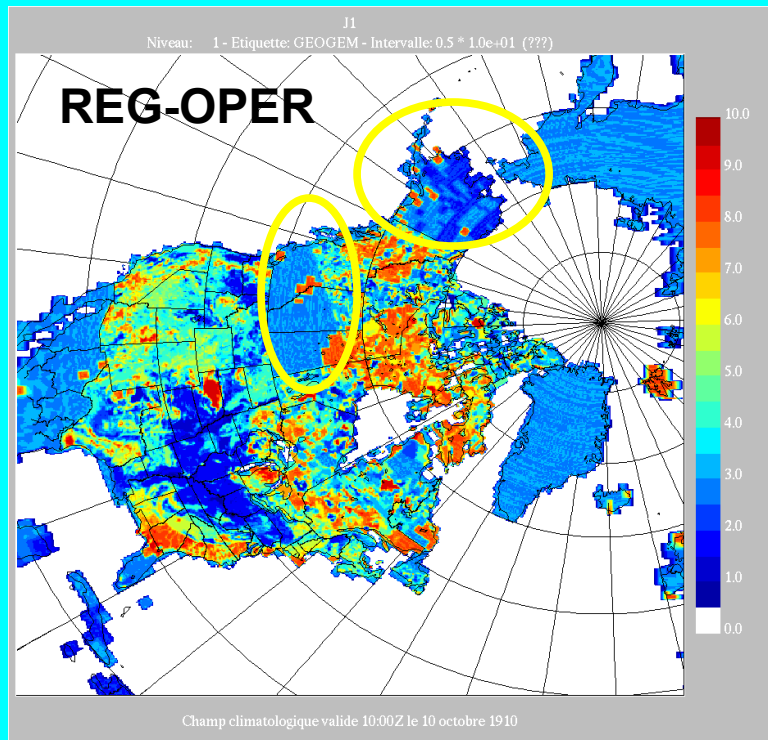 J1
Niveau: 1 - Etiquette: GEOGEM - Intervalle: 0.5 * 1.0e+01 (???)
REG-OPER
10.0
9.0
8.0
7.0
6.0
5.0
4.0
3.0
2.0
1.0
0.0
Champ climatologique valide 10:00Z le 10 octobre 1910